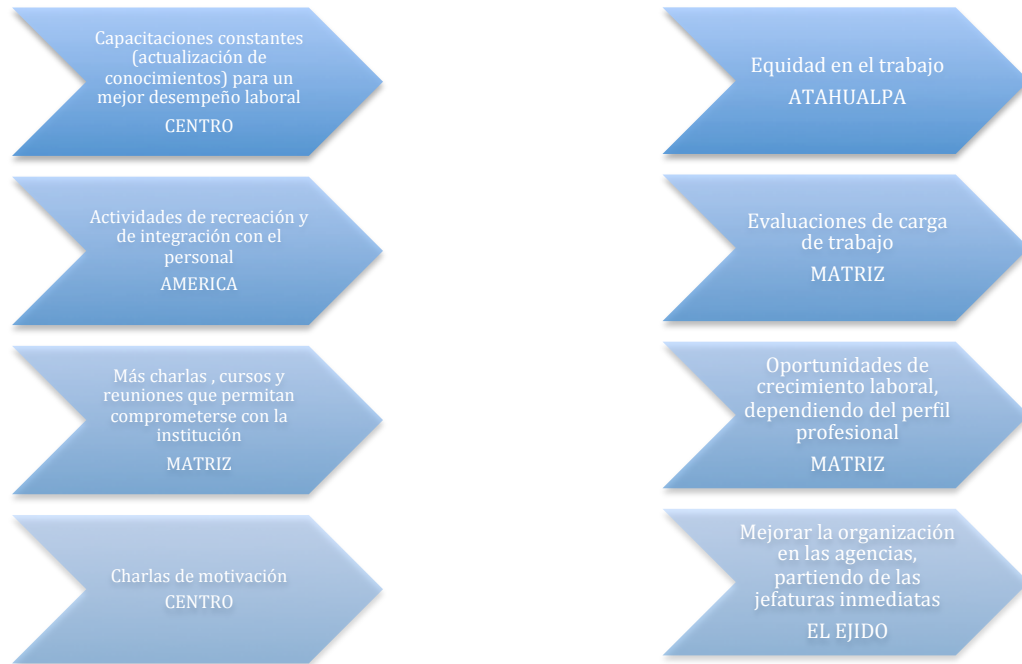 Capacitaciones constantes
(actualización de
conocimientos) para un
mejor desempeño laboral
CENTRO
Actividades de recreación y
de integración con el
personal
AMERICA
Más charlas , cursos y
reuniones que permitan
comprometerse con la
institución
MATRIZ
Charlas de motivación
CENTRO
Equidad en el trabajo
ATAHUALPA
Evaluaciones de carga
de trabajo
MATRIZ
Oportunidades de
crecimiento laboral,
dependiendo del perfil
profesional
MATRIZ
Mejorar la organización
en las agencias,
partiendo de las
jefaturas inmediatas
EL EJIDO